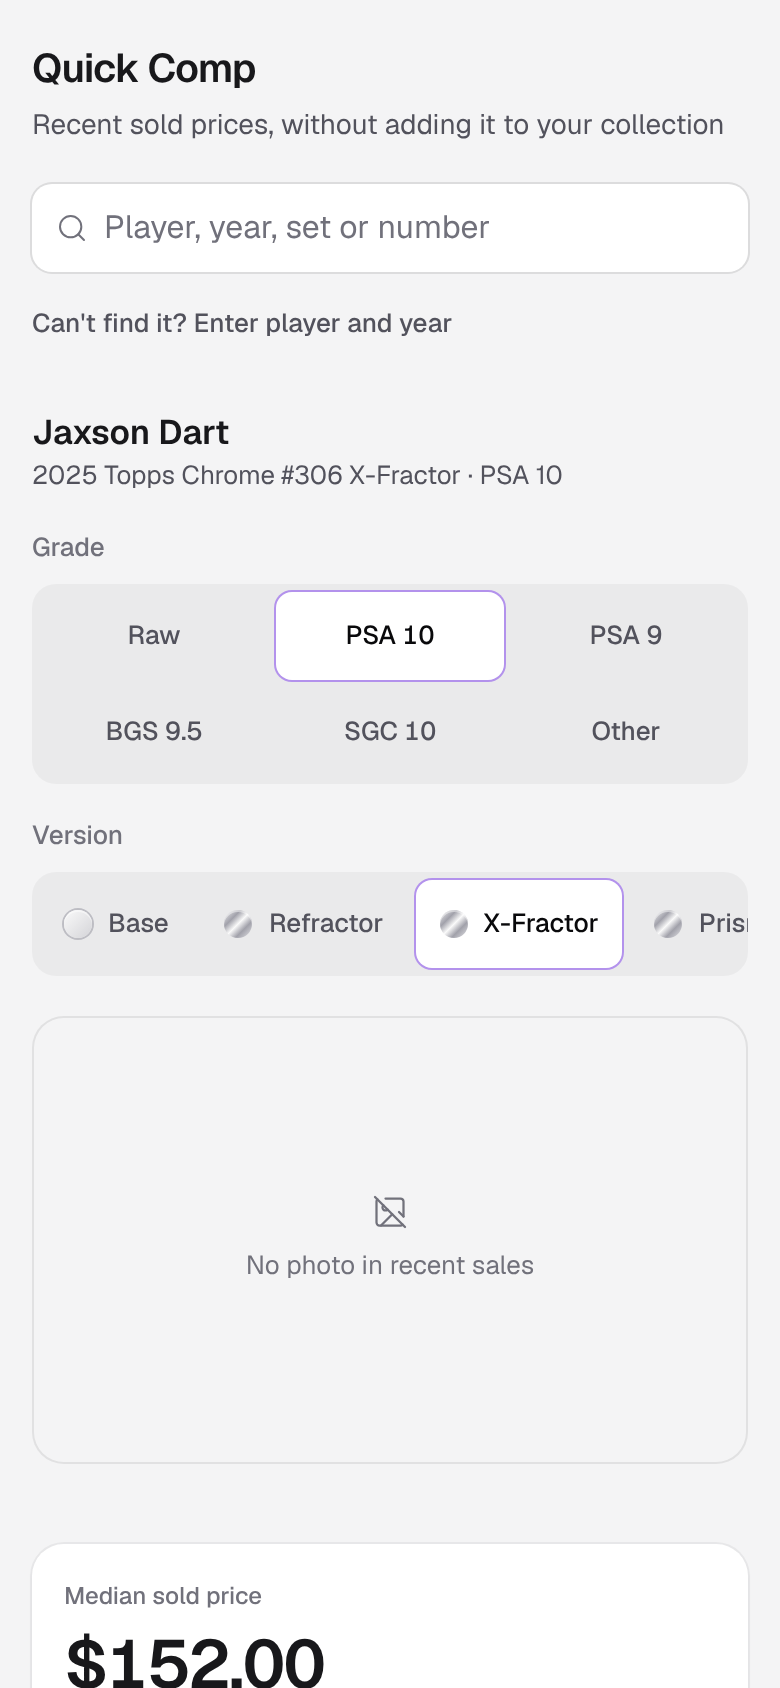 Quick Comp
Recent sold prices, without adding it to your collection
Player, year, set or number
Can't find it? Enter player and year
Jaxson Dart
2025 Topps Chrome #306 X-Fractor · PSA 10
Grade
Raw PSA 10 PSA 9
BGS 9.5 SGC 10 Other
Version
Base Refractor X-Fractor
No photo in recent sales
Median sold price
$152.00